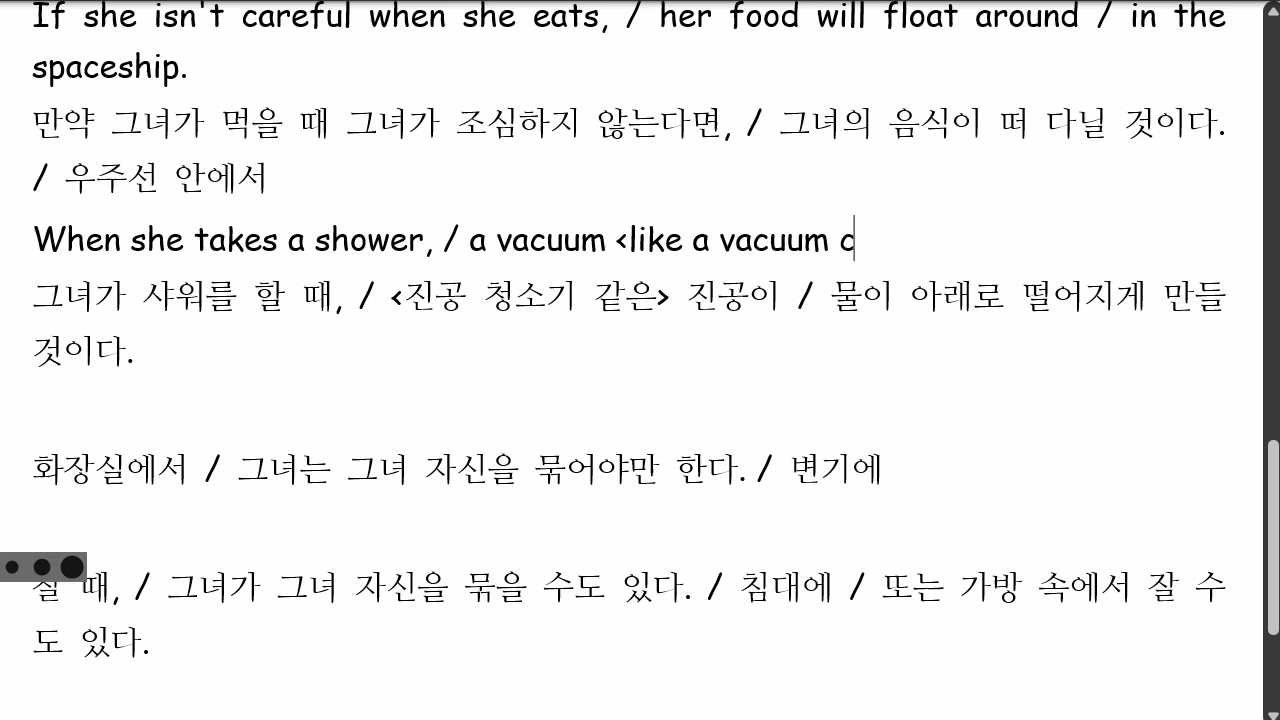 If she isn't careful when she eats, / her food will float around / in the
spaceship.
만약 그녀가 먹을 때 그녀가 조심하지 않는다면, / 그녀의 음식이 떠 다닐 것이다.
/ 우주선 안에서
When she takes a shower, / a vacuum <like a vacuum c
그녀가 샤워를 할 때, / <진공 청소기 같은> 진공이 / 물이 아래로 떨어지게 만들
것이다.
화장실에서 / 그녀는 그녀 자신을 묶어야만 한다. / 변기에
잘 때, / 그녀가 그녀 자신을 묶을 수도 있다. / 침대에 / 또는 가방 속에서 잘 수
도 있다.